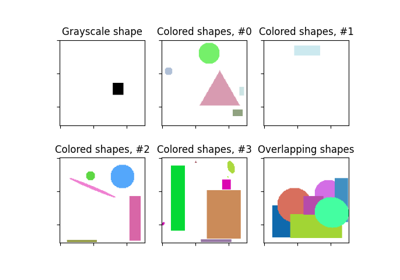 Grayscale shape
Colored shapes, #0
Colored shapes, #1
Colored shapes, #2
Colored shapes, #3
Overlapping shapes